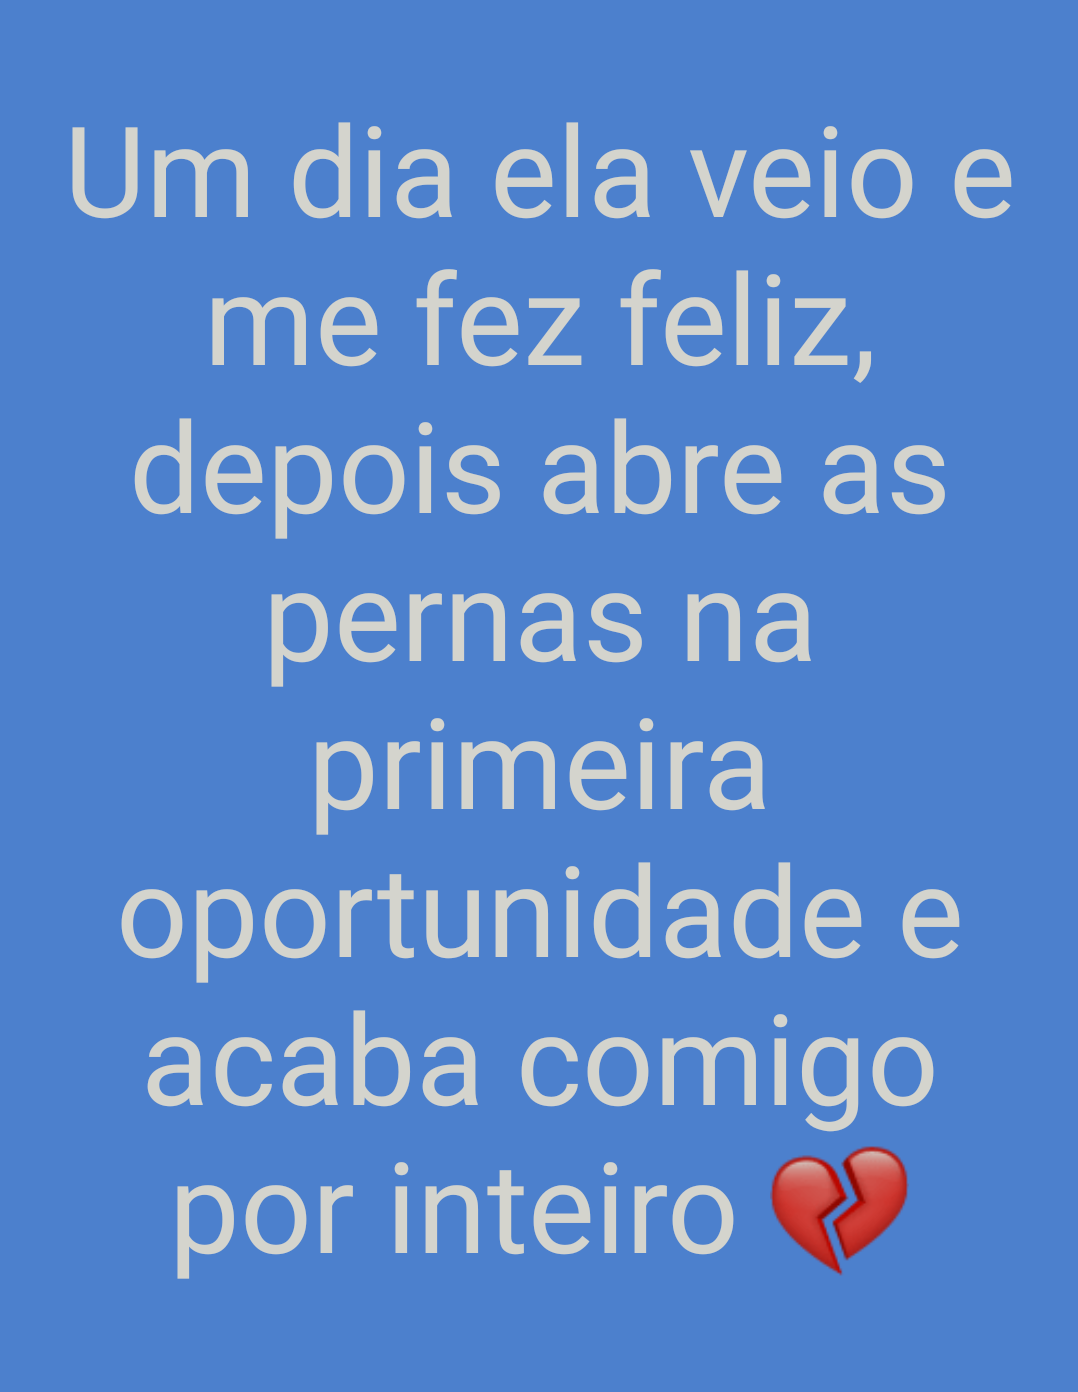 Um dia ela veio e
me fez feliz,
depois abre as
pernas na
primeira
oportunidade e
acaba comigo
por inteiro 💔